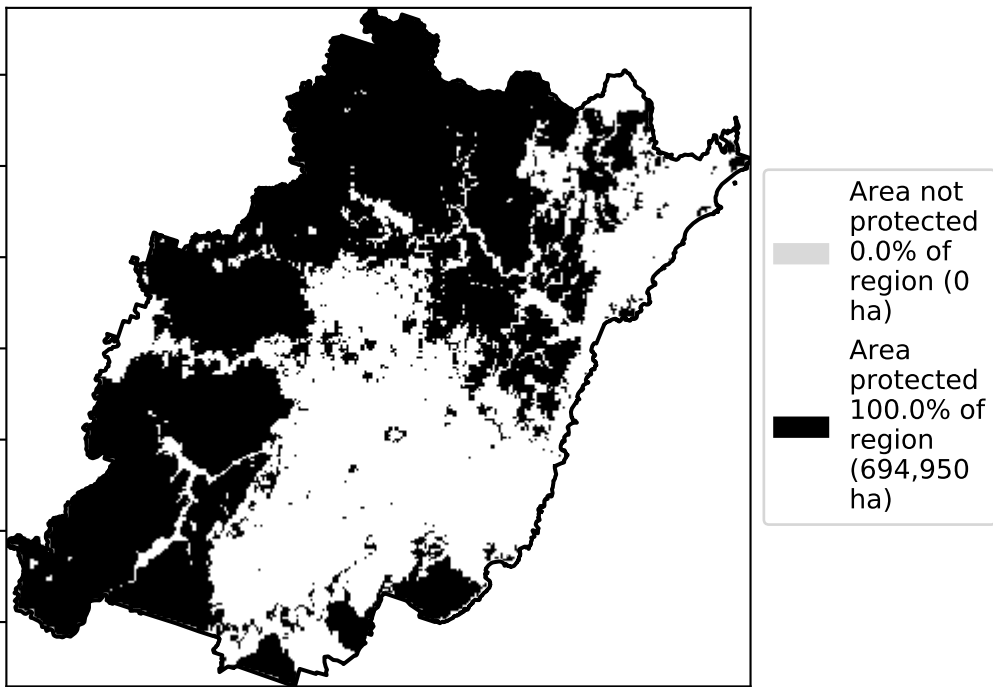 Area not
protected
0.0% of
region (0
ha)
Area
protected
100.0% of
region
(694,950
ha)